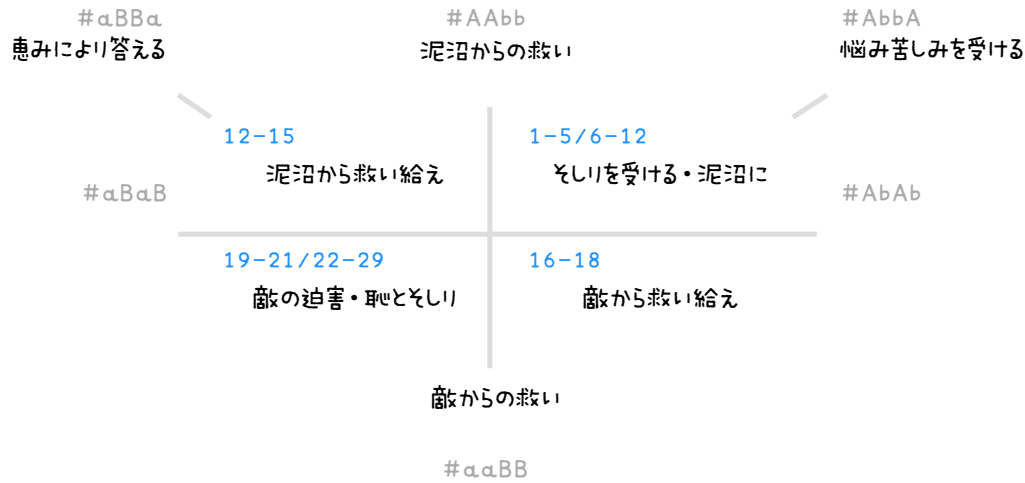 #aBBa
恵みにより答える
#AAbb
泥沼からの救い
#AbbA
悩み苦しみを受ける
12-15
泥沼から救い給え
1-5/6-12
そしりを受ける・泥沼に
#aBaB
#AbAb
19-21/22-29
敵の迫害・恥とそしり
16-18
敵から救い給え
敵からの救い
#aaBB